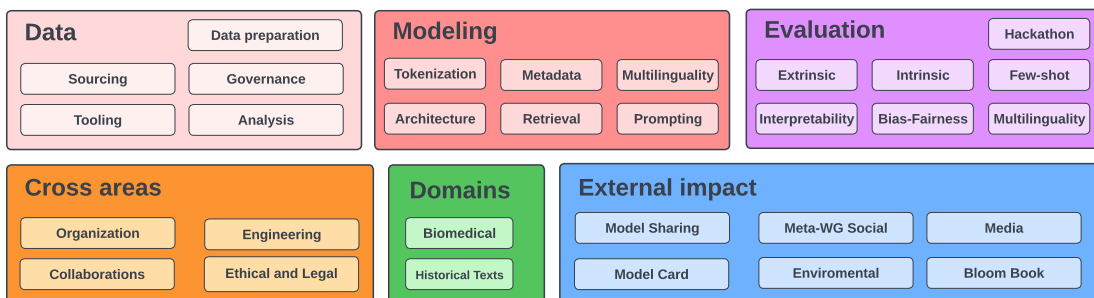 Data
Data preparation
Sourcing
Governance
Tooling
Analysis
Modeling
Tokenization
Metadata
Multilinguality
Architecture
Retrieval
Prompting
Evaluation
Hackathon
Extrinsic
Intrinsic
Few-shot
Interpretability
Bias-Fairness
Multilinguality
Cross areas
Organization
Engineering
Collaborations
Ethical and Legal
Domains
Biomedical
Historical Texts
External impact
Model Sharing
Meta-WG Social
Media
Model Card
Enviromental
Bloom Book